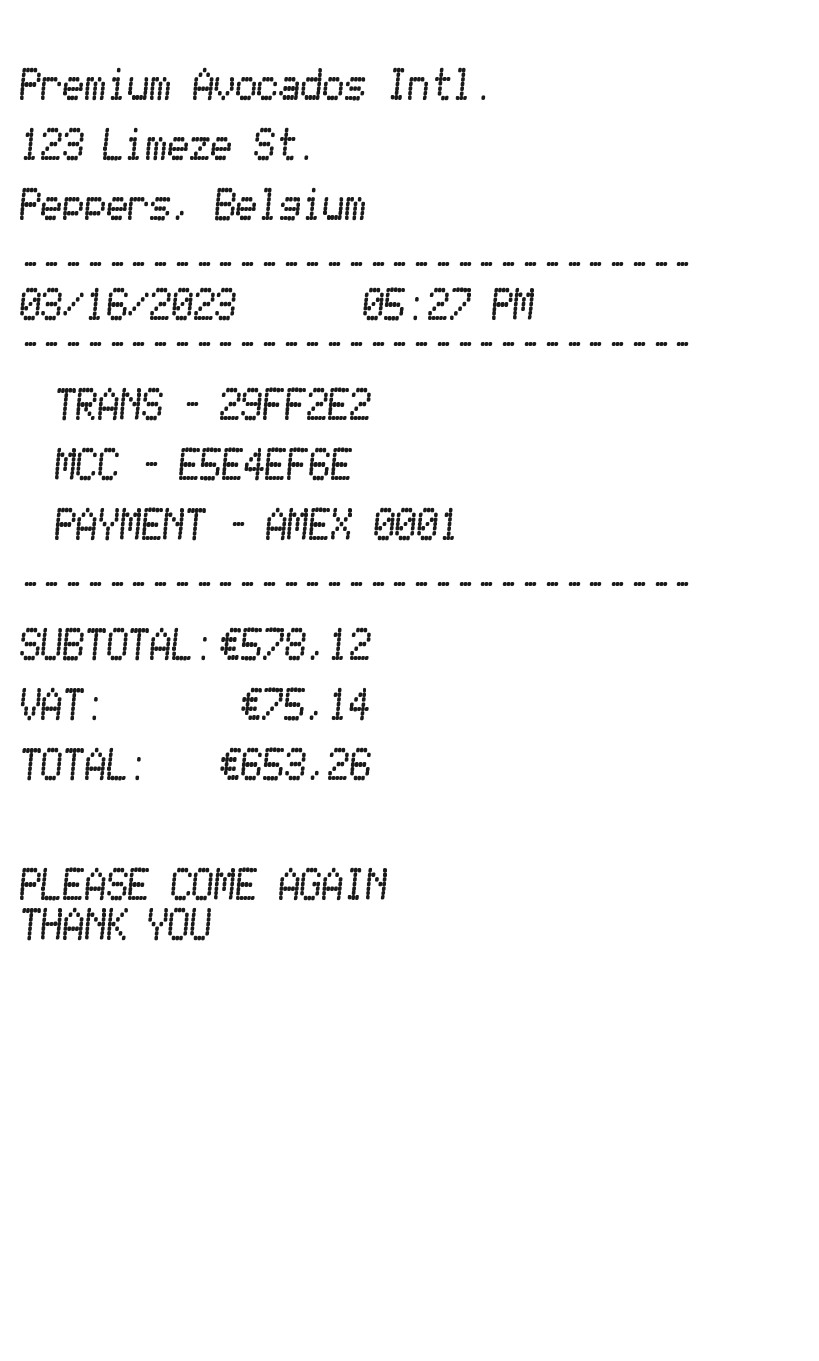 Premium Avocados Intl.
123 Limeze St.
Peppers, Belgium
-------------------------------
03/16/2023 05:27 PM
-------------------------------
TRANS - 29FF2E2
MCC - E5E4EF6E
PAYMENT - AMEX 0001
-------------------------------
SUBTOTAL:€578.12
VAT: €75.14
TOTAL: €653.26
PLEASE COME AGAIN
THANK YOU